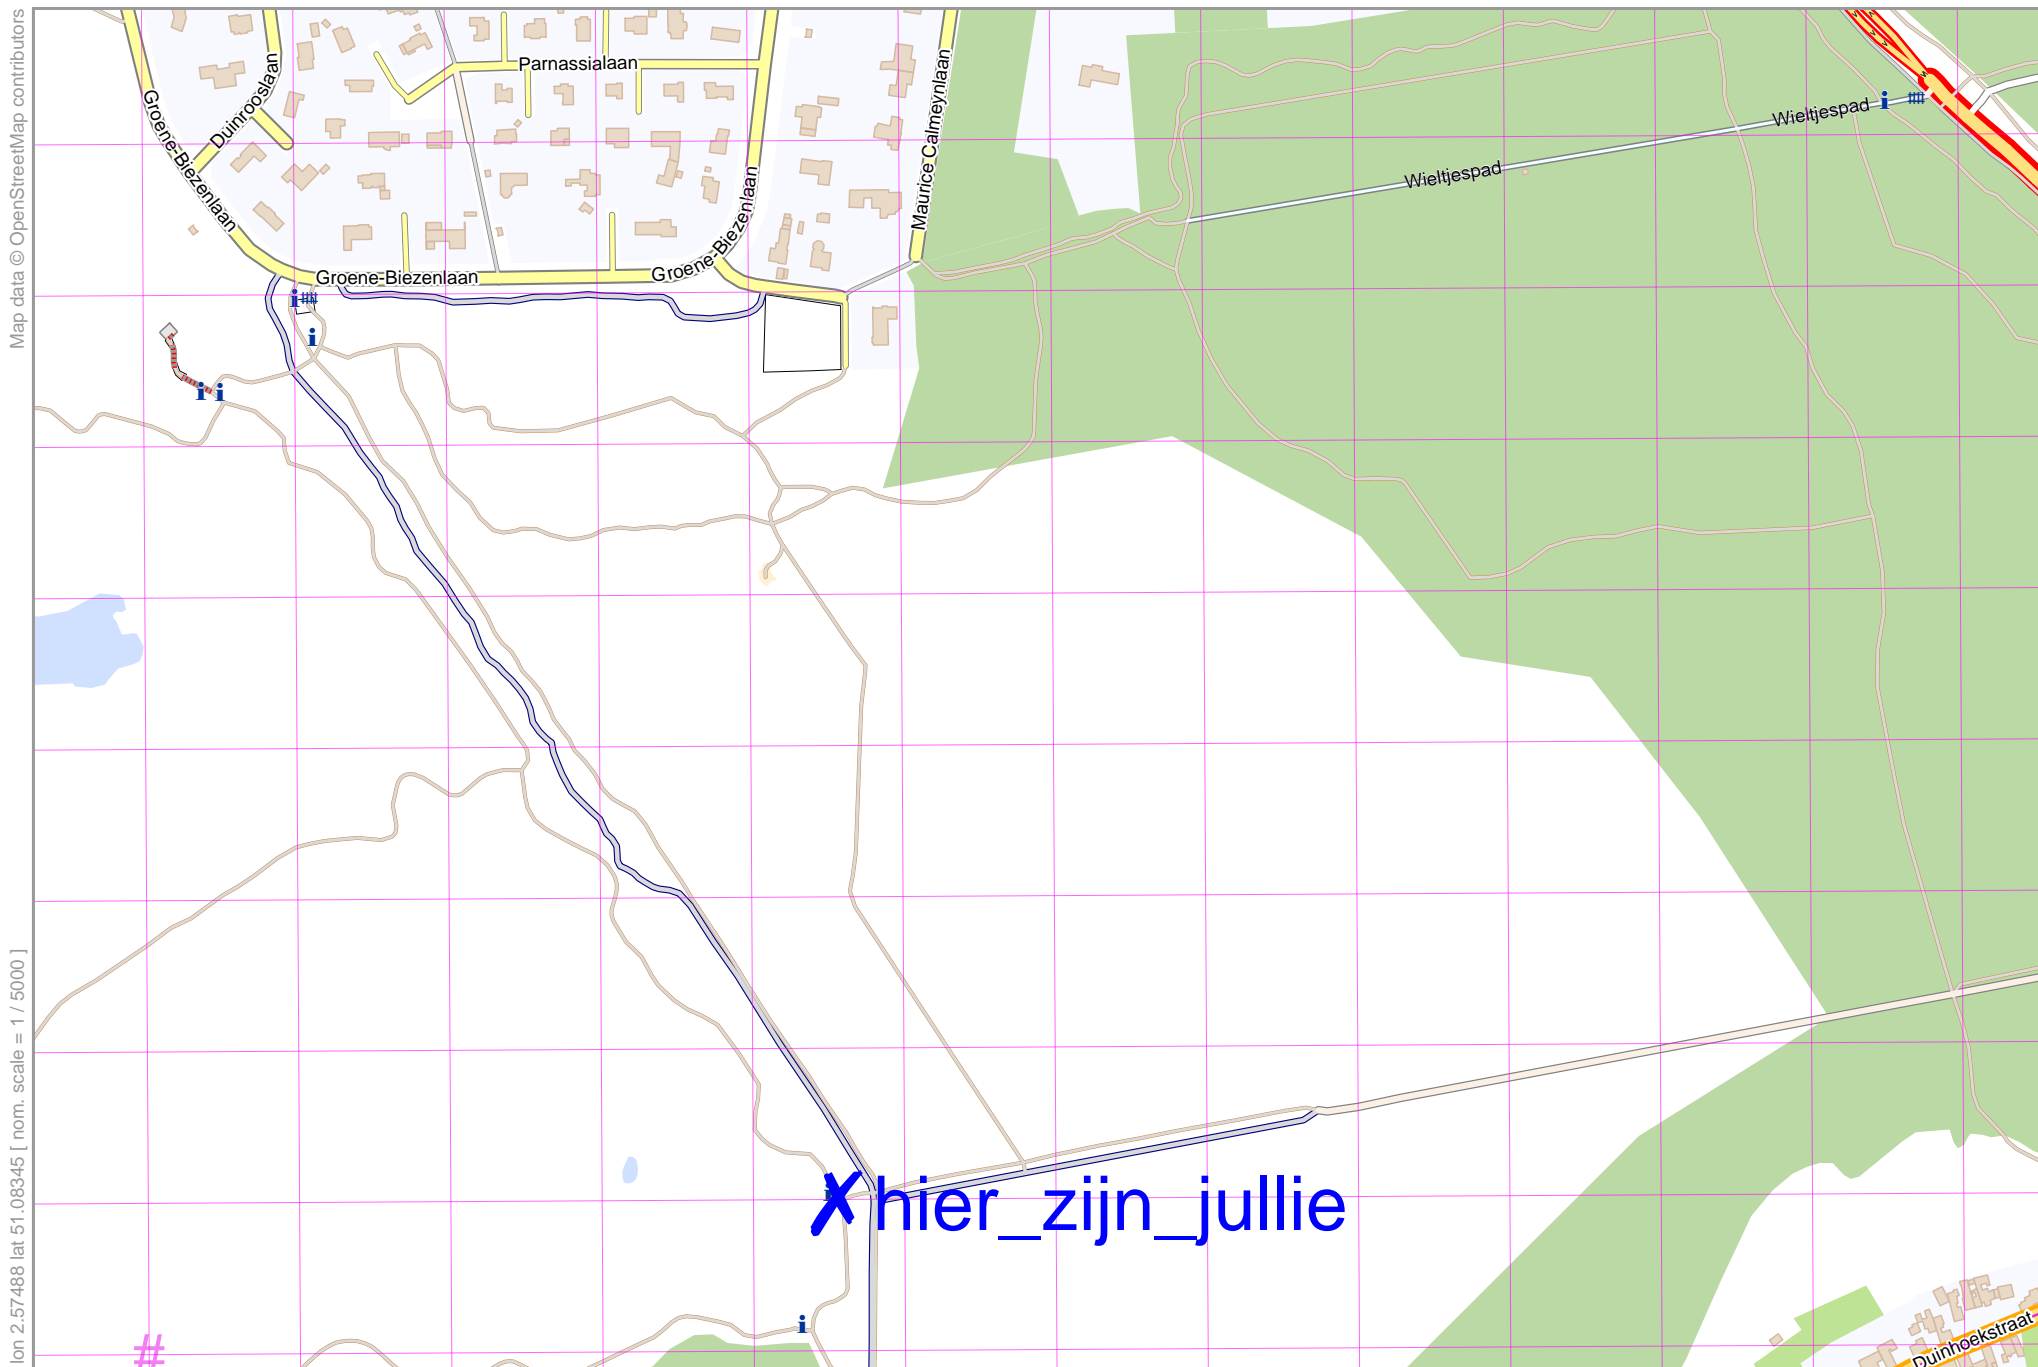 Map data © OpenStreetMap contributors
lon 2.57488 lat 51.08345 [ nom. scale = 1 / 5000 ]
Parnassialaan
Duinrooslaan
Groene-Biezenlaan
Maurice Calmeynlaan
Wieltjespad
Wieltjespad
Groene-Biezenlaan
Groene-Biezenlaan
i
i
i
i
i
i
i
X hier_zijn_jullie
#
Duinhoekstraat